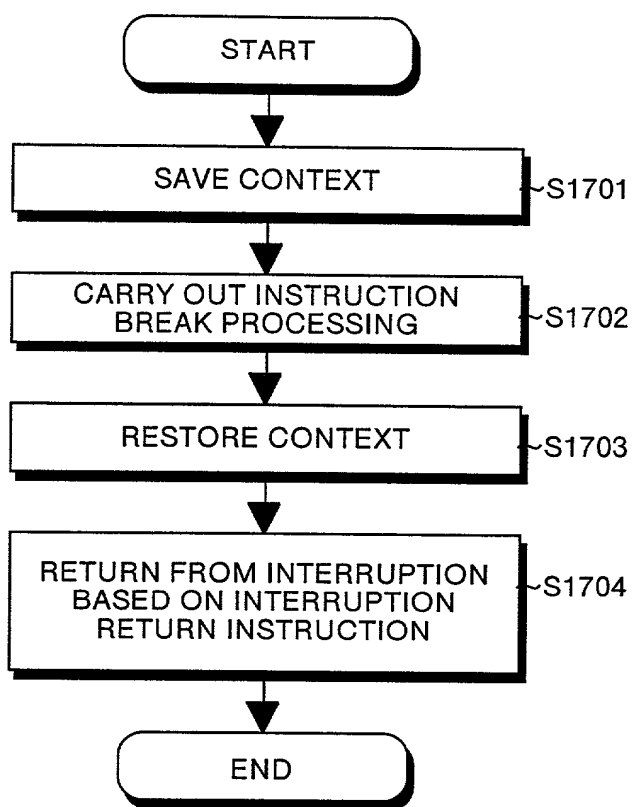 START
SAVE CONTEXT
S1701
CARRY OUT INSTRUCTION
BREAK PROCESSING
S1702
RESTORE CONTEXT
S1703
RETURN FROM INTERRUPTION
BASED ON INTERRUPTION
RETURN INSTRUCTION
S1704
END